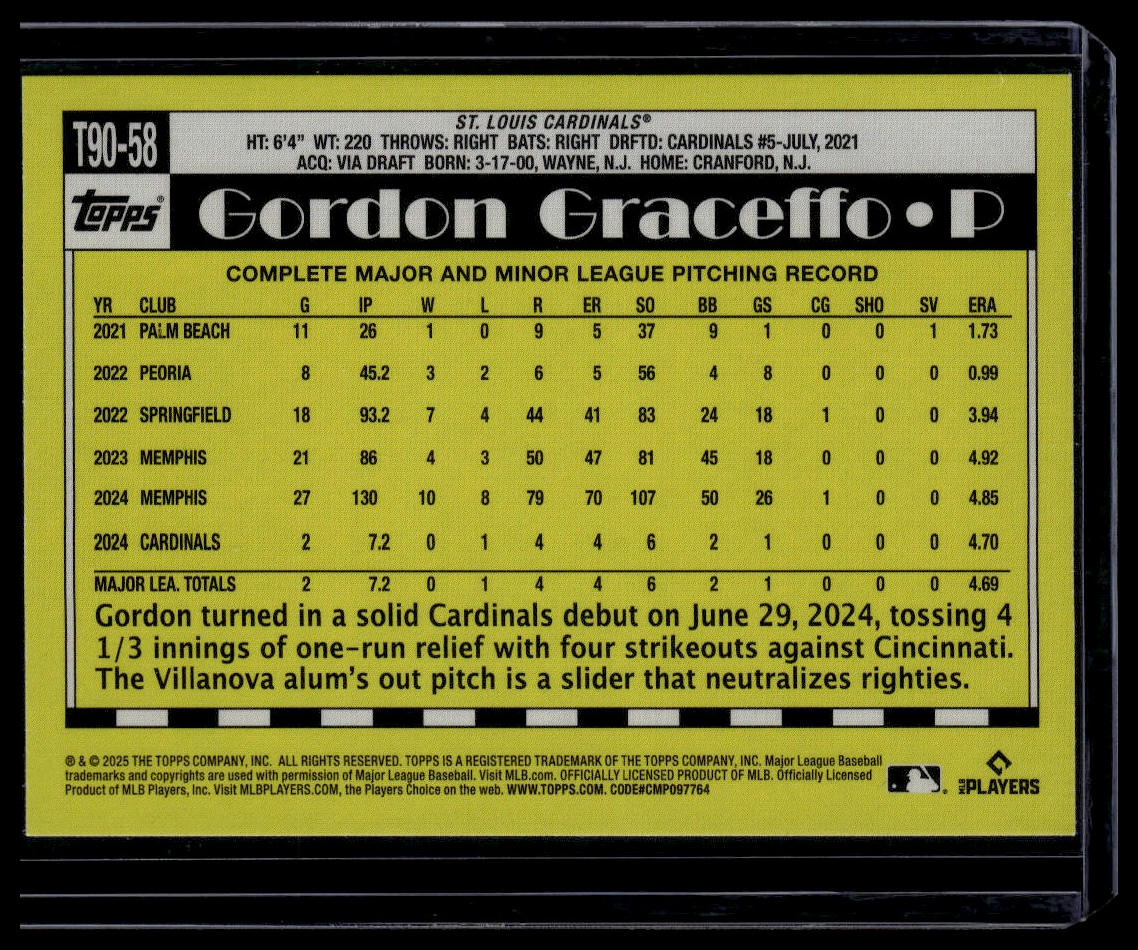 T90-58
ST. LOUIS CARDINALS®
HT: 6'4” WT: 220 THROWS: RIGHT BATS: RIGHT DRFTD: CARDINALS #5-JULY, 2021
ACQ: VIA DRAFT BORN: 3-17-00, WAYNE, N.J. HOME: CRANFORD, N.J.
topps®
Gordon Graceffo • P
COMPLETE MAJOR AND MINOR LEAGUE PITCHING RECORD
YR CLUB G IP W L R ER SO BB GS CG SHO SV ERA
2021 PALM BEACH 11 26 1 0 9 5 37 9 1 0 0 1 1.73
2022 PEORIA 8 45.2 3 2 6 5 56 4 8 0 0 0 0.99
2022 SPRINGFIELD 18 93.2 7 4 44 41 83 24 18 1 0 0 3.94
2023 MEMPHIS 21 86 4 3 50 47 81 45 18 0 0 0 4.92
2024 MEMPHIS 27 130 10 8 79 70 107 50 26 1 0 0 4.85
2024 CARDINALS 2 7.2 0 1 4 4 6 2 1 0 0 0 4.70
MAJOR LEA. TOTALS 2 7.2 0 1 4 4 6 2 1 0 0 0 4.69
Gordon turned in a solid Cardinals debut on June 29, 2024, tossing 4
1/3 innings of one-run relief with four strikeouts against Cincinnati.
The Villanova alum's out pitch is a slider that neutralizes righties.
® & © 2025 THE TOPPS COMPANY, INC. ALL RIGHTS RESERVED. TOPPS IS A REGISTERED TRADEMARK OF THE TOPPS COMPANY, INC. Major League Baseball
trademarks and copyrights are used with permission of Major League Baseball. Visit MLB.com. OFFICIALLY LICENSED PRODUCT OF MLB. Officially Licensed
Product of MLB Players, Inc. Visit MLBPLAYERS.COM, the Players Choice on the web. WWW.TOPPS.COM. CODE#CMP097764
MLB PLAYERS